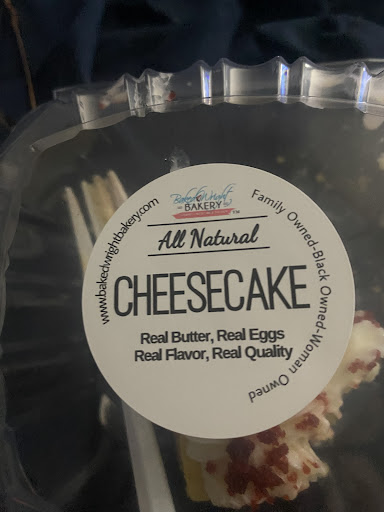 Baked Wright
BAKERY
TM
www.bakedwrightbakery.com
Family Owned-Black Owned-Woman Owned
All Natural
CHEESECAKE
Real Butter, Real Eggs
Real Flavor, Real Quality